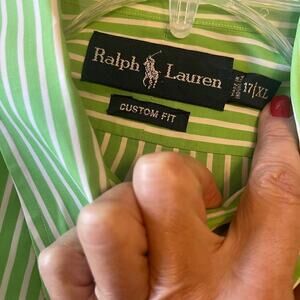 Ralph Lauren
17|XL
CUSTOM FIT